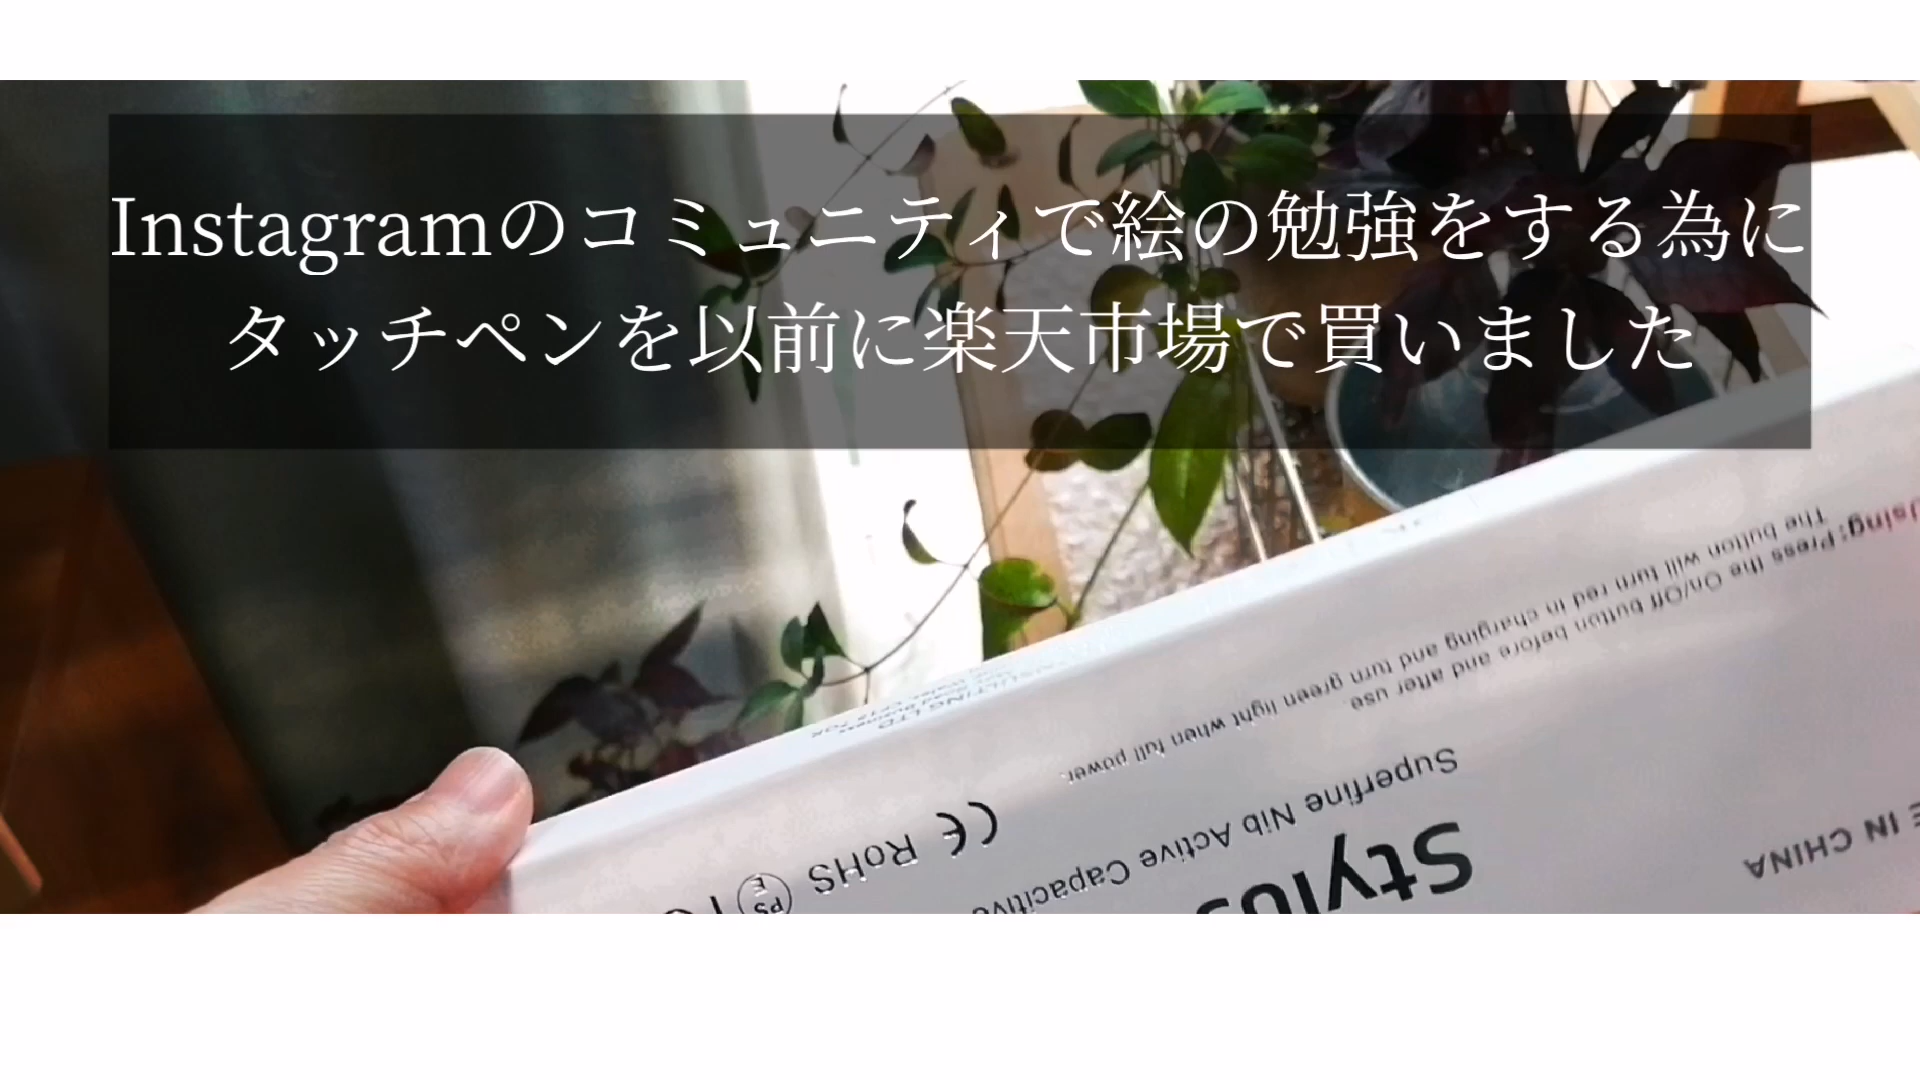 Instagramのコミュニティで絵の勉強をする為に
タッチペンを以前に楽天市場で買いました
Using: Press the On/Off button before and after use.
The button will turn red in charging and turn green light when full power.
Superfine Nib Active Capacitive
Stylus
CE RoHS
PS
E
IN CHINA